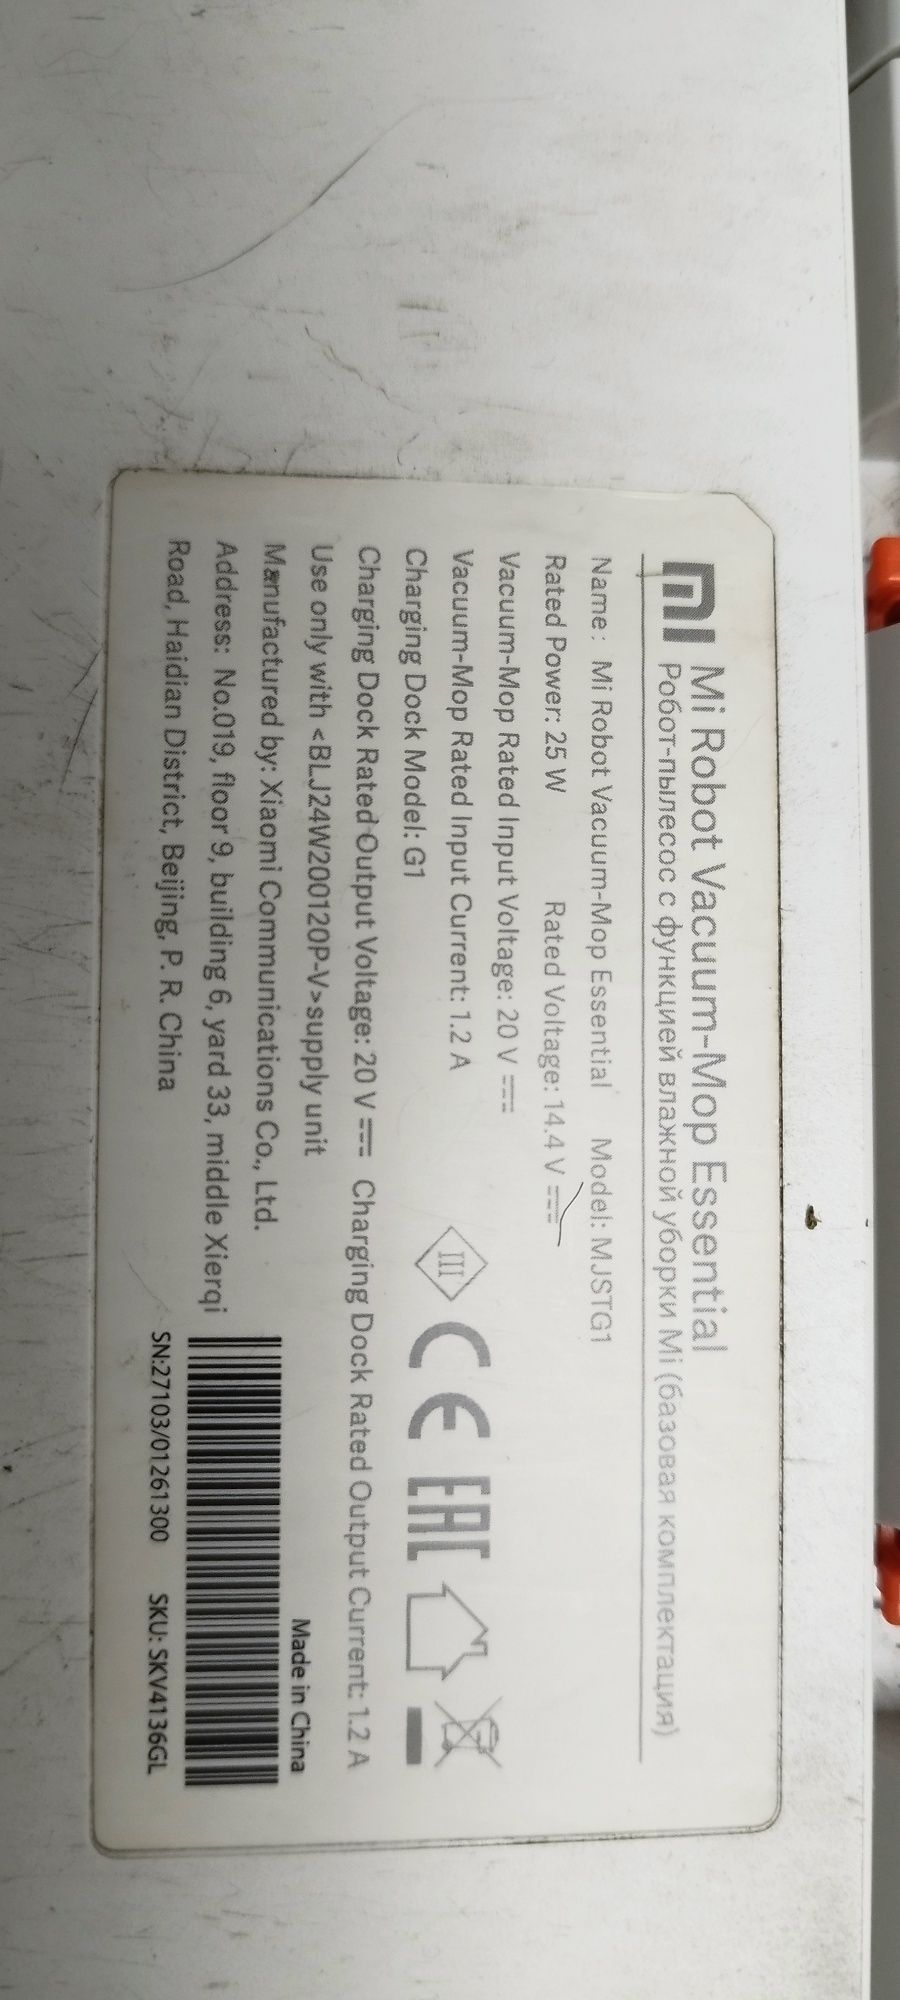 mi Mi Robot Vacuum-Mop Essential
Робот-пылесос с функцией влажной уборки Mi (базовая комплектация)
Name: Mi Robot Vacuum-Mop Essential Model: MJSTG1
Rated Power: 25 W Rated Voltage: 14.4 V ⎓
Vacuum-Mop Rated Input Voltage: 20 V ⎓
Vacuum-Mop Rated Input Current: 1.2 A
Charging Dock Model: G1
Charging Dock Rated Output Voltage: 20 V ⎓ Charging Dock Rated Output Current: 1.2 A
Use only with <BLJ24W200120P-V>supply unit
Manufactured by: Xiaomi Communications Co., Ltd.
Address: No.019, floor 9, building 6, yard 33, middle Xierqi
Road, Haidian District, Beijing, P. R. China
III CE EAC
Made in China
SN:27103/01261300 SKU: SKV4136GL